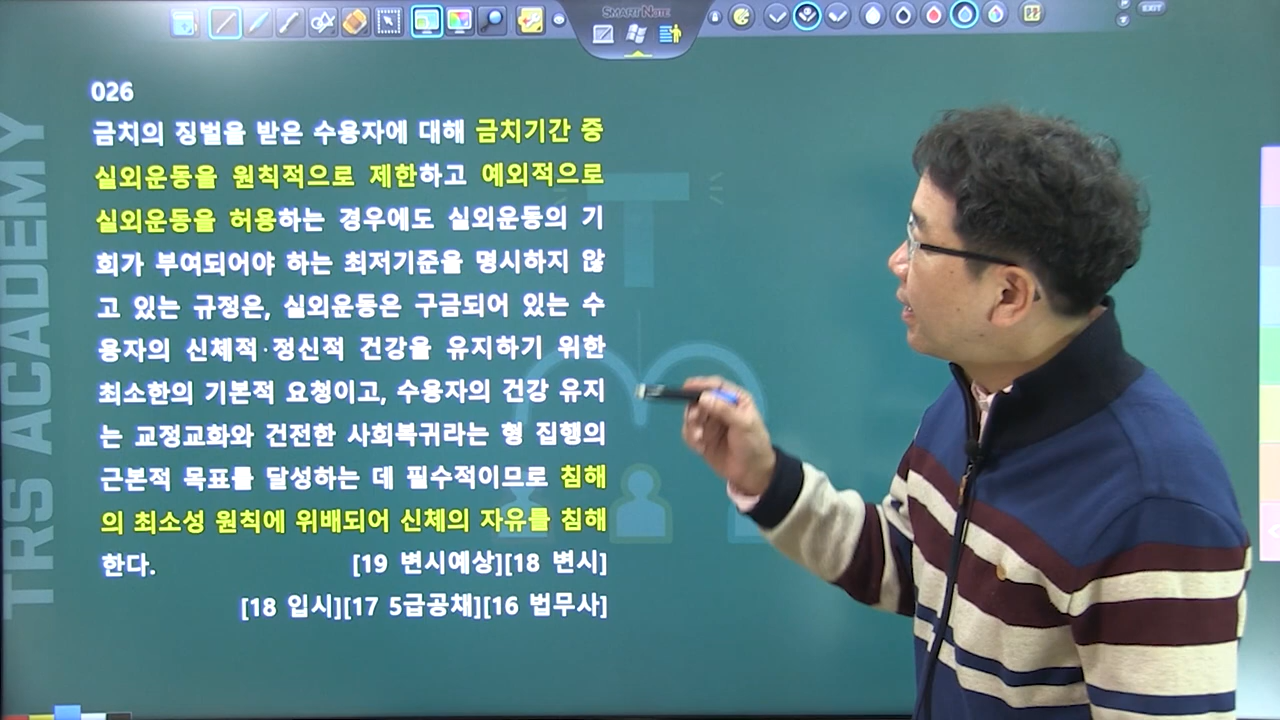 SMART NOTE
EXIT
TRS ACADEMY
026
금치의 징벌을 받은 수용자에 대해 금치기간 중
실외운동을 원칙적으로 제한하고 예외적으로
실외운동을 허용하는 경우에도 실외운동의 기
회가 부여되어야 하는 최저기준을 명시하지 않
고 있는 규정은, 실외운동은 구금되어 있는 수
용자의 신체적·정신적 건강을 유지하기 위한
최소한의 기본적 요청이고, 수용자의 건강 유지
는 교정교화와 건전한 사회복귀라는 형 집행의
근본적 목표를 달성하는 데 필수적이므로 침해
의 최소성 원칙에 위배되어 신체의 자유를 침해
한다. [19 변시예상][18 변시]
[18 입시][17 5급공채][16 법무사]